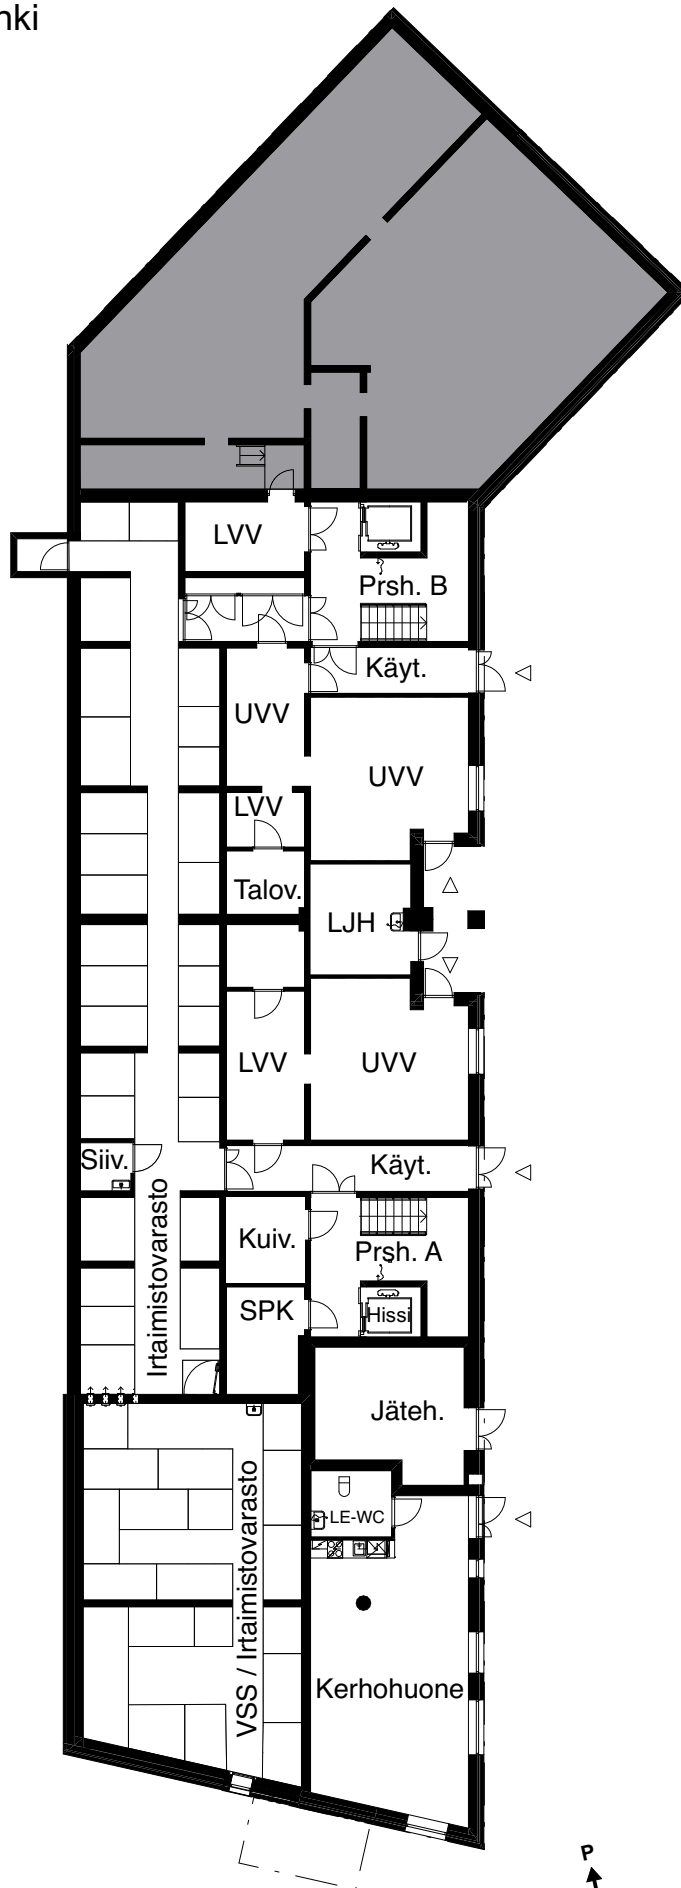 nki
LVV
Prsh. B
Käyt.
UVV
UVV
LVV
Talov.
LJH
LVV
UVV
Siiv.
Käyt.
Irtaimistovarasto
Kuiv.
Prsh. A
SPK
Hissi
Jäteh.
LE-WC
VSS / Irtaimistovarasto
Kerhohuone
P